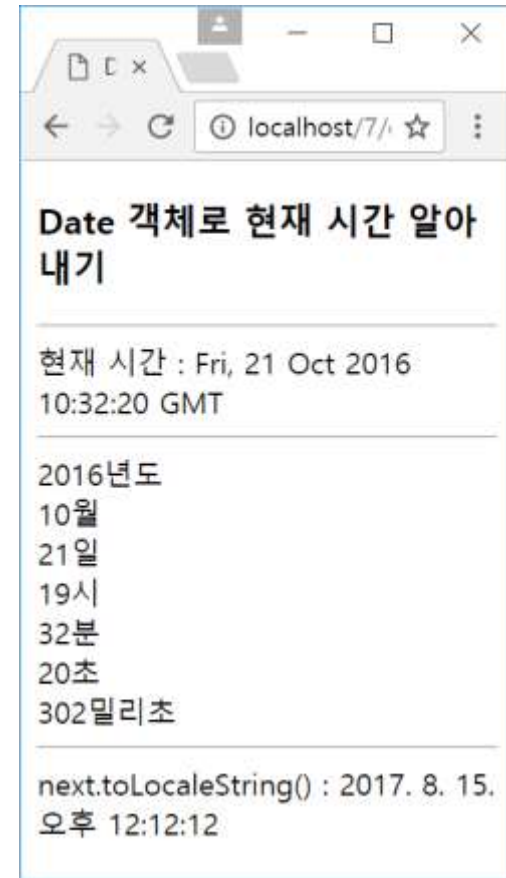 localhost/7/
Date 객체로 현재 시간 알아
내기
현재 시간 : Fri, 21 Oct 2016
10:32:20 GMT
2016년도
10월
21일
19시
32분
20초
302밀리초
next.toLocaleString() : 2017. 8. 15.
오후 12:12:12